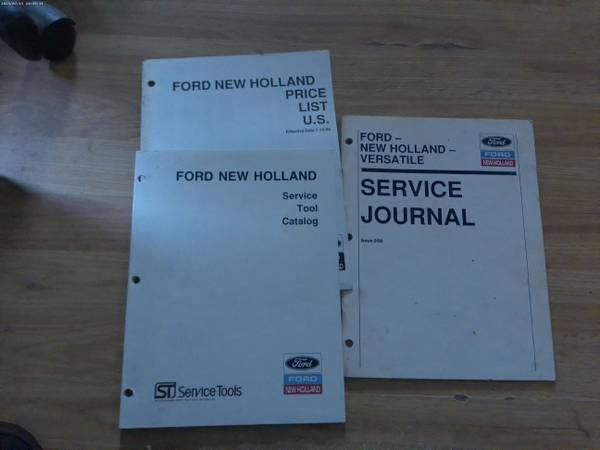 FORD NEW HOLLAND
PRICE
LIST
U.S.
FORD NEW HOLLAND
Service
Tool
Catalog
ST Service Tools
Ford
FORD
NEW HOLLAND
FORD –
NEW HOLLAND –
VERSATILE
SERVICE
JOURNAL
Ford
FORD
NEW HOLLAND